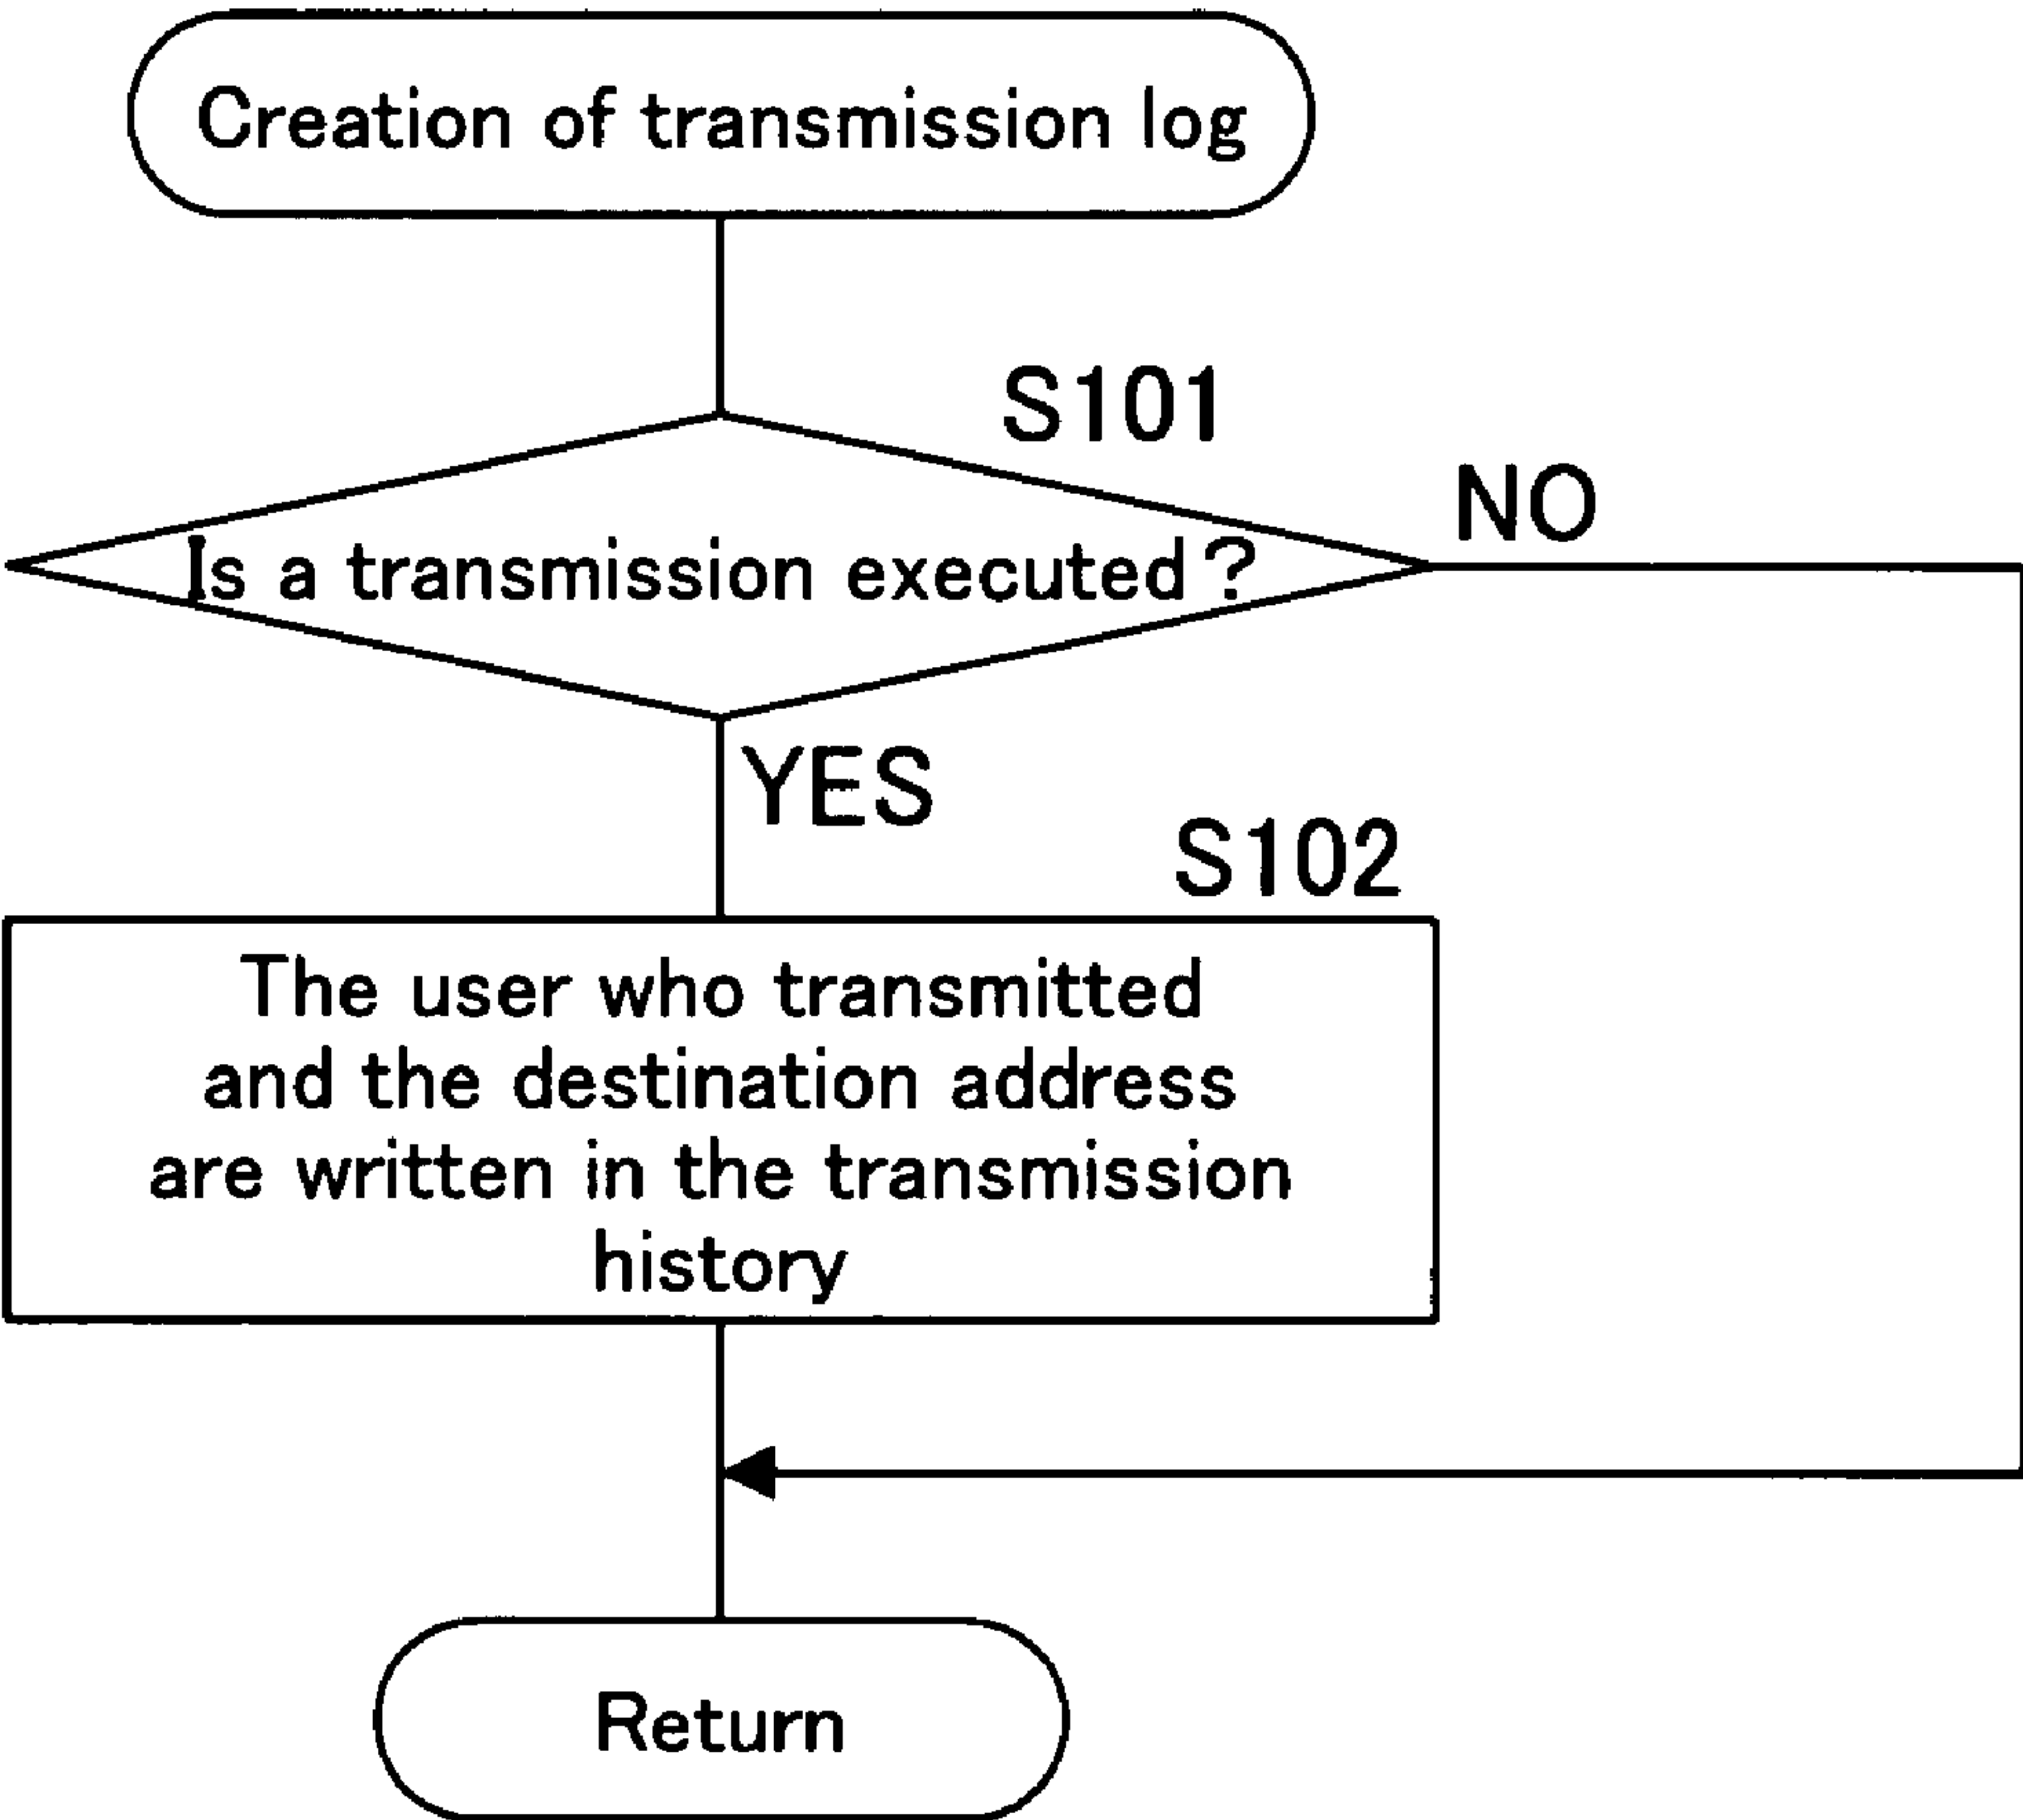 Creation of transmission log
S101
NO
Is a transmission executed?
YES
S102
The user who transmitted
and the destination address
are written in the transmission
history
Return